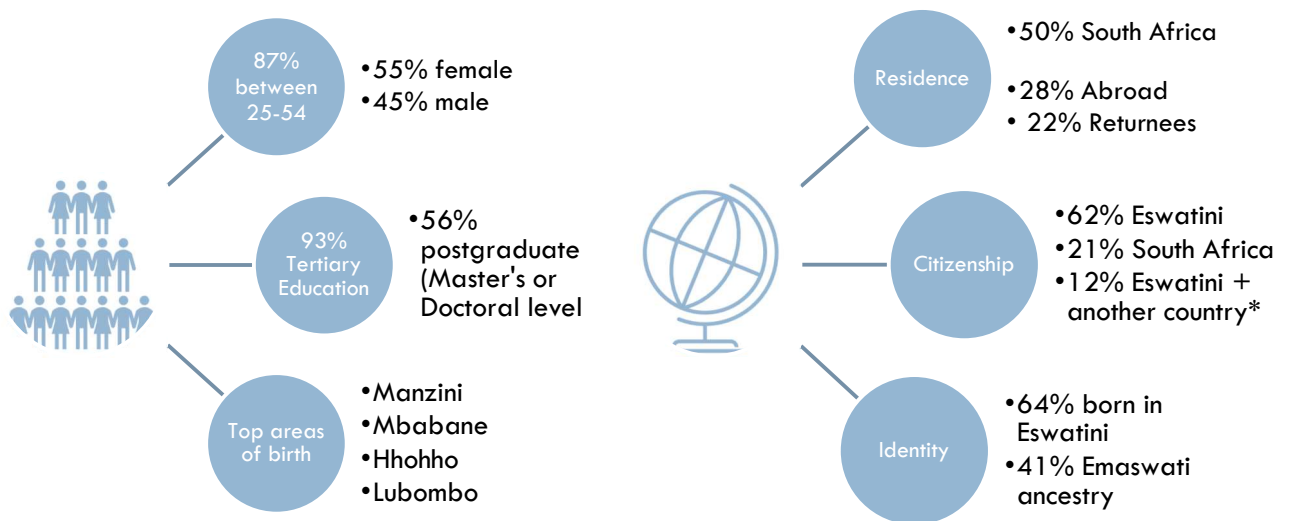 87%
between
25-54
•55% female
•45% male
93%
Tertiary
Education
•56%
postgraduate
(Master's or
Doctoral level
Top areas
of birth
•Manzini
•Mbabane
•Hhohho
•Lubombo
Residence
•50% South Africa
•28% Abroad
• 22% Returnees
Citizenship
•62% Eswatini
•21% South Africa
•12% Eswatini +
another country*
Identity
•64% born in
Eswatini
•41% Emaswati
ancestry